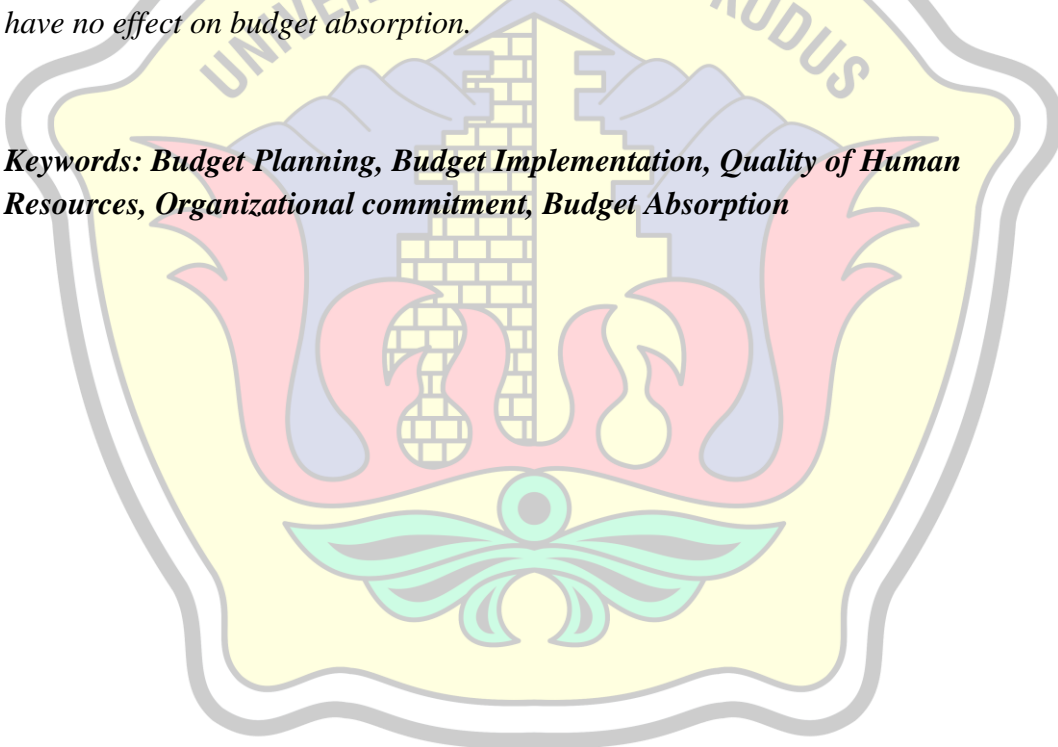 have no effect on budget absorption.
KUDUS
Keywords: Budget Planning, Budget Implementation, Quality of Human
Resources, Organizational commitment, Budget Absorption